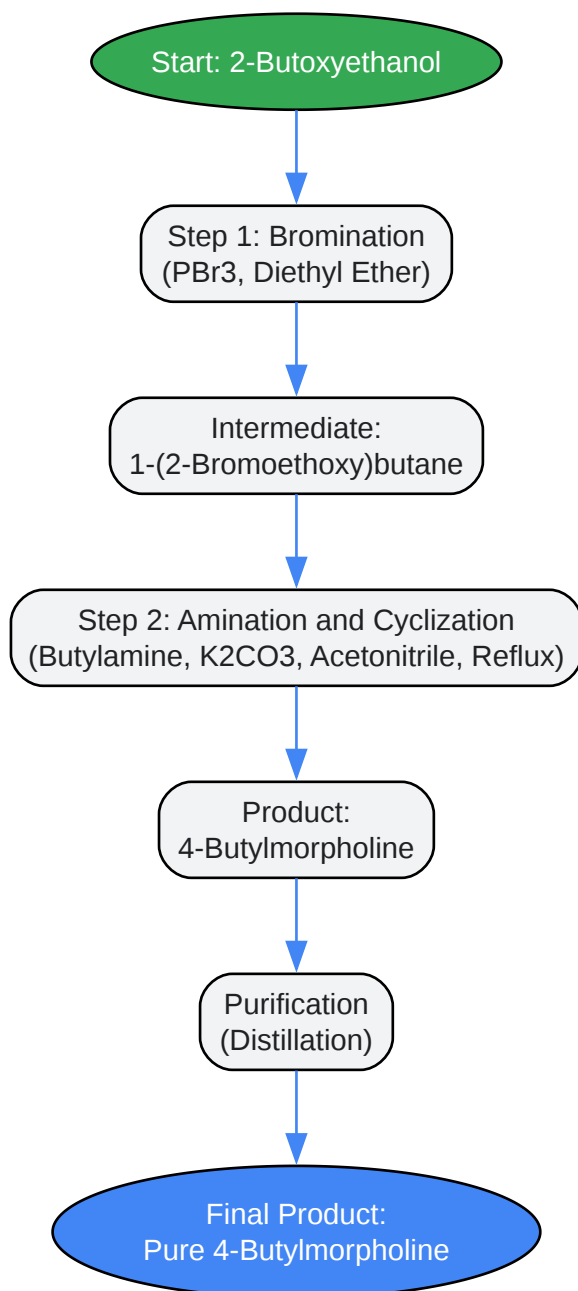 Start: 2-Butoxyethanol
Step 1: Bromination
(PBr3, Diethyl Ether)
Intermediate:
1-(2-Bromoethoxy)butane
Step 2: Amination and Cyclization
(Butylamine, K2CO3, Acetonitrile, Reflux)
Product:
4-Butylmorpholine
Purification
(Distillation)
Final Product:
Pure 4-Butylmorpholine